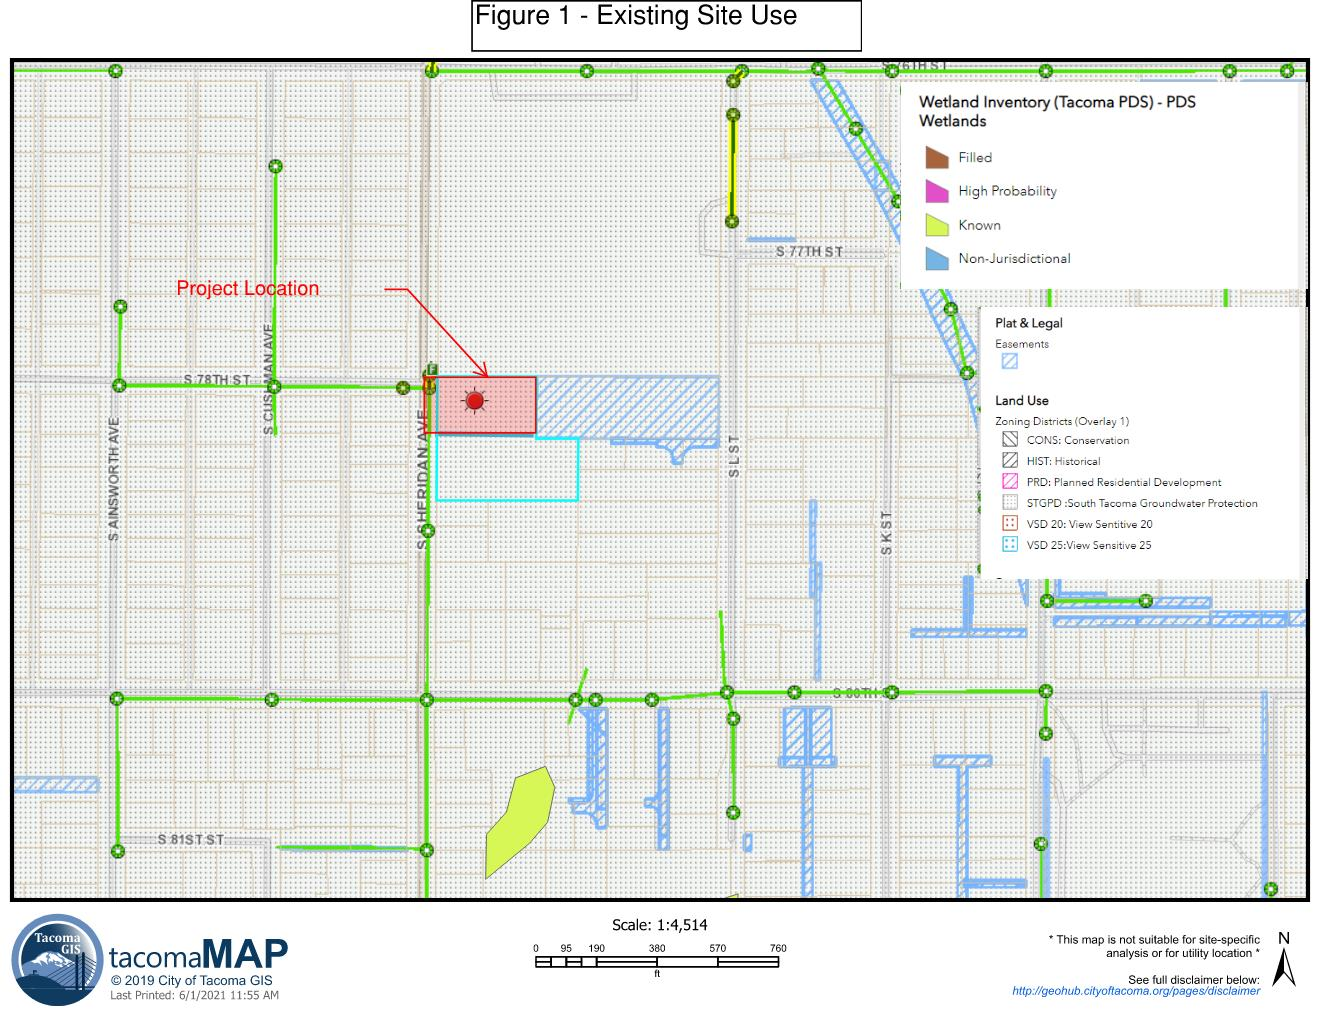 Figure 1 - Existing Site Use
S 76TH ST
Wetland Inventory (Tacoma PDS) - PDS
Wetlands
Filled
High Probability
Known
Non-Jurisdictional
S 77TH ST
Project Location
Plat & Legal
Easements
Land Use
Zoning Districts (Overlay 1)
CONS: Conservation
HIST: Historical
PRD: Planned Residential Development
STGPD :South Tacoma Groundwater Protection
VSD 20: View Sentitive 20
VSD 25:View Sensitive 25
S 78TH ST
S CUSHMAN AVE
S AINSWORTH AVE
S SHERIDAN AVE
F
S L ST
S K ST
S 80TH S
S 81ST ST
Tacoma
GIS
tacomaMAP
© 2019 City of Tacoma GIS
Last Printed: 6/1/2021 11:55 AM
Scale: 1:4,514
0 95 190 380 570 760
ft
* This map is not suitable for site-specific
analysis or for utility location *
See full disclaimer below:
http://geohub.cityoftacoma.org/pages/disclaimer
N